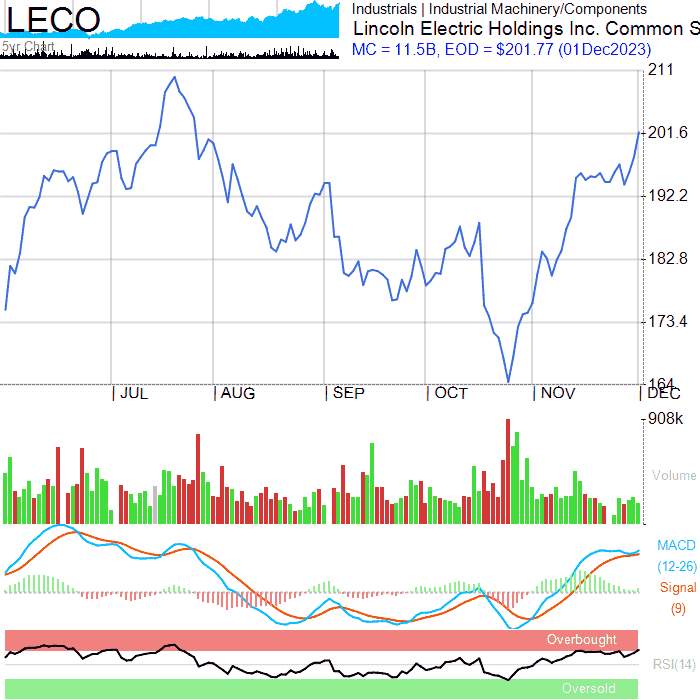 LECO
5yr Chart
Industrials | Industrial Machinery/Components
Lincoln Electric Holdings Inc. Common S
MC = 11.5B, EOD = $201.77 (01Dec2023)
211
201.6
192.2
182.8
173.4
164
| JUL | AUG | SEP | OCT | NOV | DEC
908k
Volume
MACD
(12-26)
Signal
(9)
Overbought
RSI(14)
Oversold